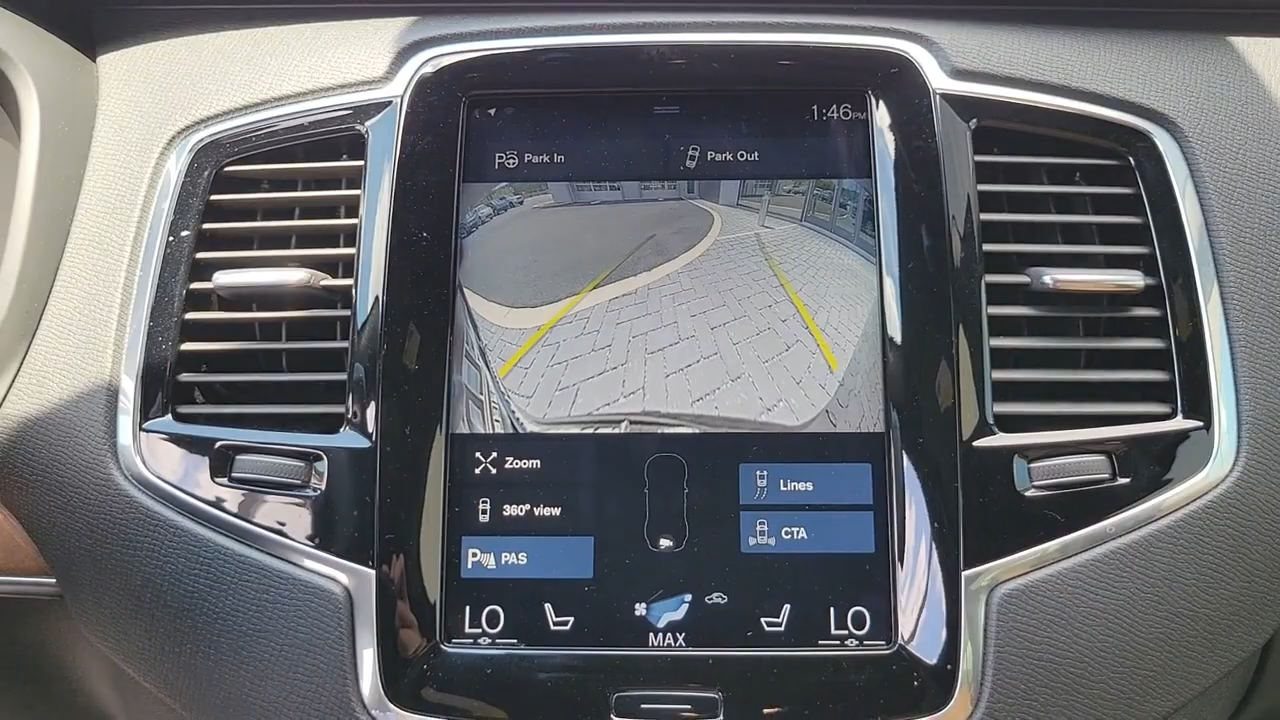 1:46PM
Park In
Park Out
Zoom
360° view
Lines
PAS
CTA
LO
MAX
LO